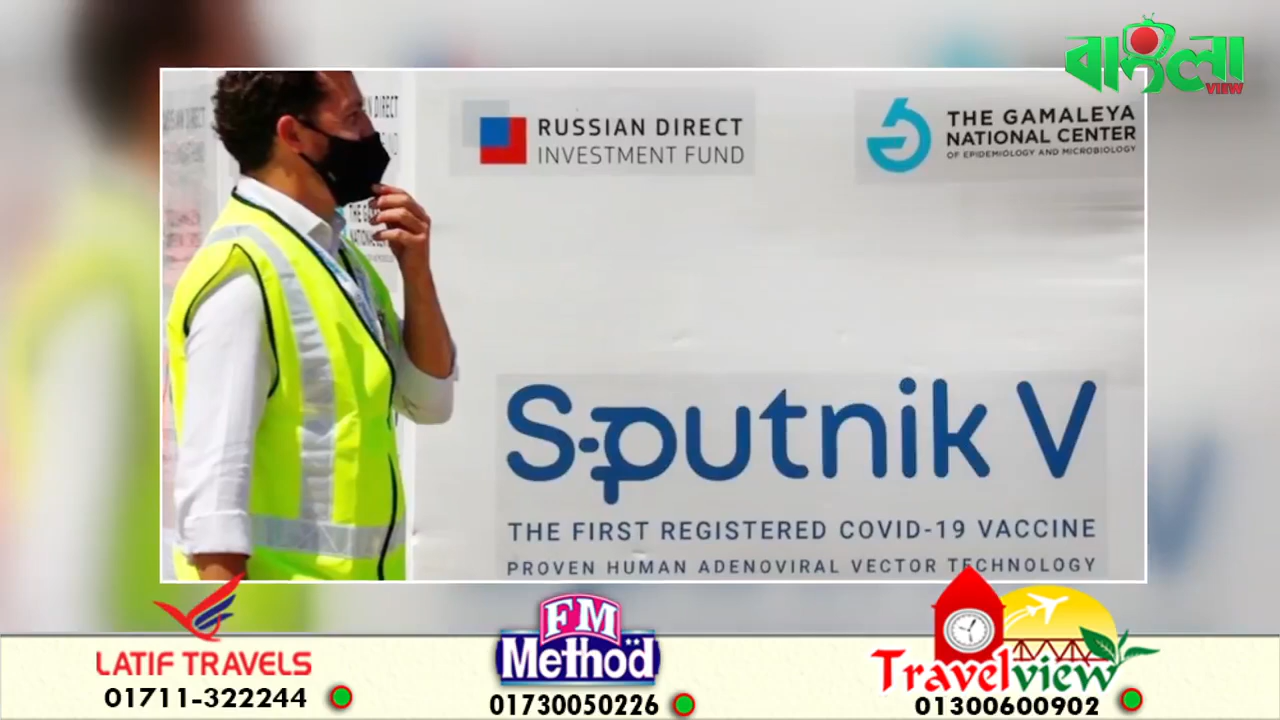 বাংলা
VIEW
RUSSIAN DIRECT
INVESTMENT FUND
THE GAMALEYA
NATIONAL CENTER
OF EPIDEMIOLOGY AND MICROBIOLOGY
Sputnik V
THE FIRST REGISTERED COVID-19 VACCINE
PROVEN HUMAN ADENOVIRAL VECTOR TECHNOLOGY
LATIF TRAVELS
01711-322244
FM
Method
01730050226
Travelview
01300600902